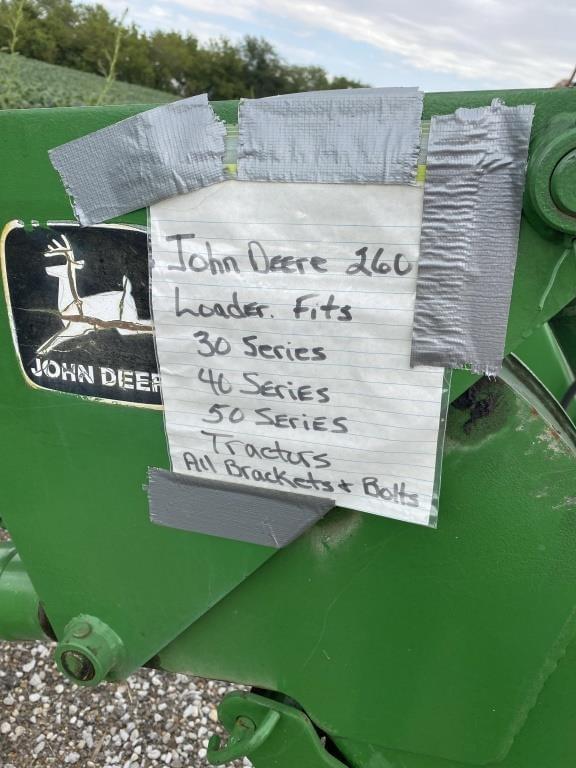 John Deere 260
Loader. Fits
30 Series
40 Series
50 Series
Tractors
All Brackets + Bolts
JOHN DEER